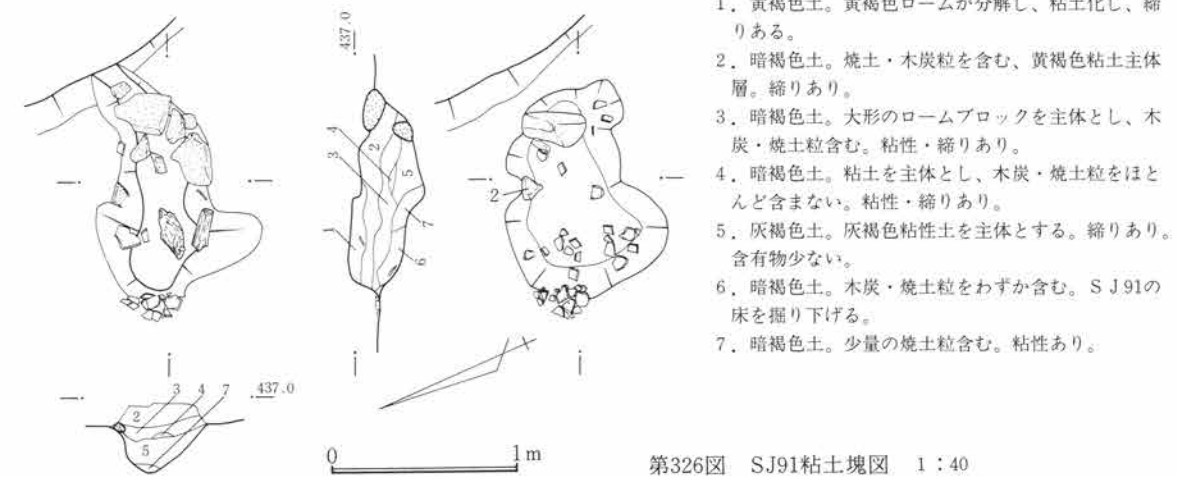 1．黄褐色土。黄褐色ロームが分解し、粘土化し、締
りある。
2．暗褐色土。焼土・木炭粒を含む、黄褐色粘土主体
層。締りあり。
3．暗褐色土。大形のロームブロックを主体とし、木
炭・焼土粒含む。粘性・締りあり。
4．暗褐色土。粘土を主体とし、木炭・焼土粒をほと
んど含まない。粘性・締りあり。
5．灰褐色土。灰褐色粘性土を主体とする。締りあり。
含有物少ない。
6．暗褐色土。木炭・焼土粒をわずか含む。ＳＪ91の
床を掘り下げる。
7．暗褐色土。少量の焼土粒含む。粘性あり。
437.0
4
3
2
5
7
6
1
2
3 4 7 437.0
2
5
0 1m
第326図 SJ91粘土塊図 1：40